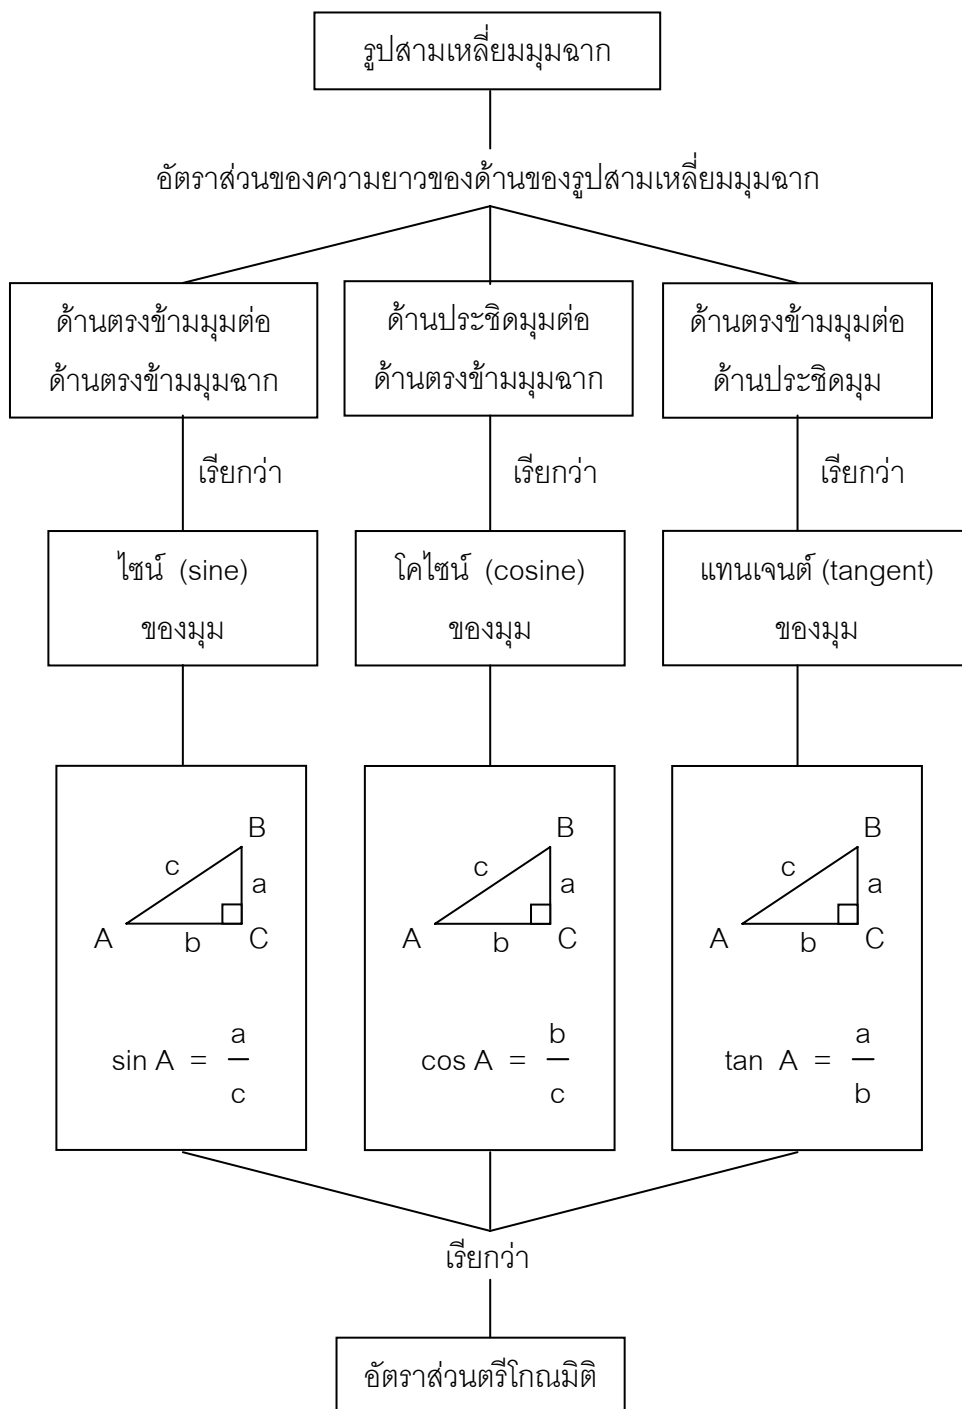 รูปสามเหลี่ยมมุมฉาก
อัตราส่วนของความยาวของด้านของรูปสามเหลี่ยมมุมฉาก
ด้านตรงข้ามมุมต่อ
ด้านตรงข้ามมุมฉาก
ด้านประชิดมุมต่อ
ด้านตรงข้ามมุมฉาก
ด้านตรงข้ามมุมต่อ
ด้านประชิดมุม
เรียกว่า
เรียกว่า
เรียกว่า
ไซน์ (sine)
ของมุม
โคไซน์ (cosine)
ของมุม
แทนเจนต์ (tangent)
ของมุม
B
c
a
A
b
C
sin A = a/c
B
c
a
A
b
C
cos A = b/c
B
c
a
A
b
C
tan A = a/b
เรียกว่า
อัตราส่วนตรีโกณมิติ